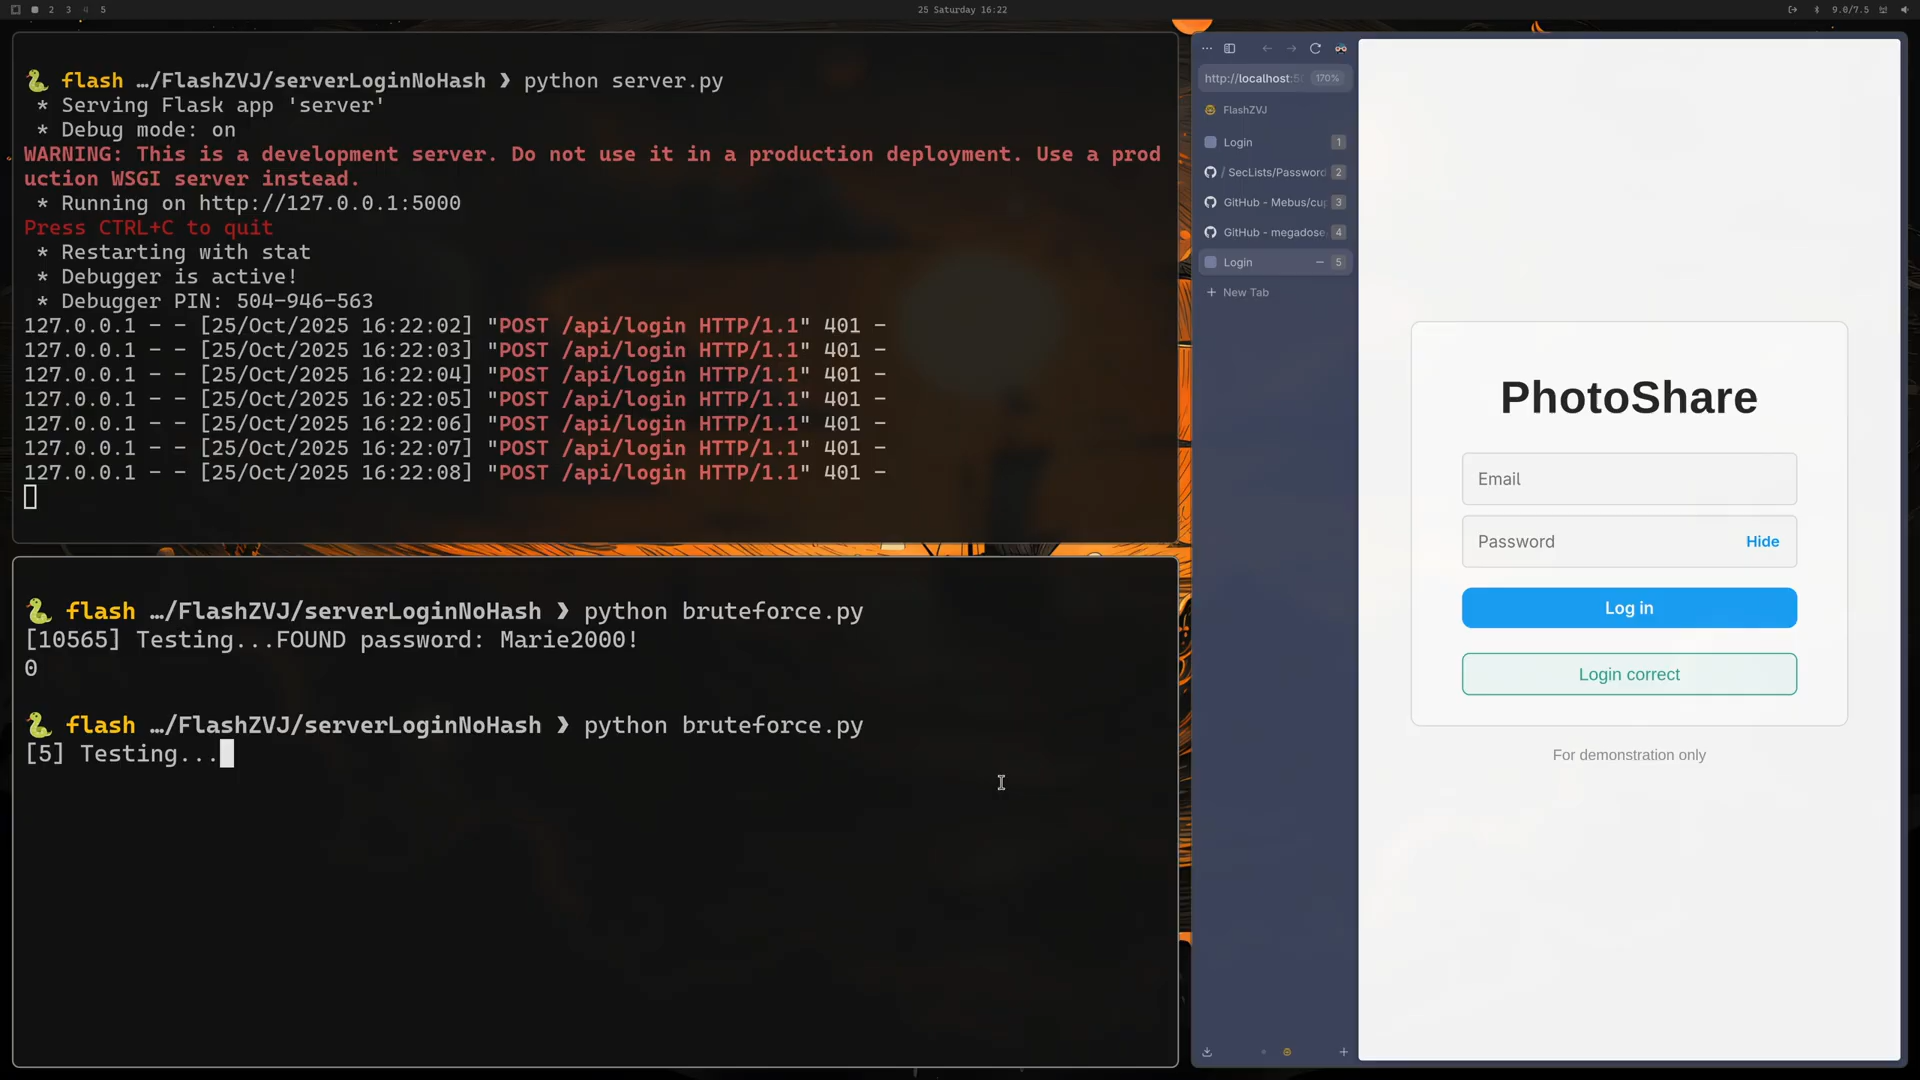 2 3 4 5
25 Saturday 16:22
9.0/7.5
flash …/FlashZVJ/serverLoginNoHash ❯ python server.py
* Serving Flask app 'server'
* Debug mode: on
WARNING: This is a development server. Do not use it in a production deployment. Use a prod
uction WSGI server instead.
* Running on http://127.0.0.1:5000
Press CTRL+C to quit
* Restarting with stat
* Debugger is active!
* Debugger PIN: 504-946-563
127.0.0.1 - - [25/Oct/2025 16:22:02] "POST /api/login HTTP/1.1" 401 -
127.0.0.1 - - [25/Oct/2025 16:22:03] "POST /api/login HTTP/1.1" 401 -
127.0.0.1 - - [25/Oct/2025 16:22:04] "POST /api/login HTTP/1.1" 401 -
127.0.0.1 - - [25/Oct/2025 16:22:05] "POST /api/login HTTP/1.1" 401 -
127.0.0.1 - - [25/Oct/2025 16:22:06] "POST /api/login HTTP/1.1" 401 -
127.0.0.1 - - [25/Oct/2025 16:22:07] "POST /api/login HTTP/1.1" 401 -
127.0.0.1 - - [25/Oct/2025 16:22:08] "POST /api/login HTTP/1.1" 401 -
flash …/FlashZVJ/serverLoginNoHash ❯ python bruteforce.py
[10565] Testing...FOUND password: Marie2000!
0
flash …/FlashZVJ/serverLoginNoHash ❯ python bruteforce.py
[5] Testing...
http://localhost:50 170%
FlashZVJ
Login 1
/ SecLists/Password 2
GitHub - Mebus/cup 3
GitHub - megadose 4
Login 5
+ New Tab
PhotoShare
Email
Password Hide
Log in
Login correct
For demonstration only